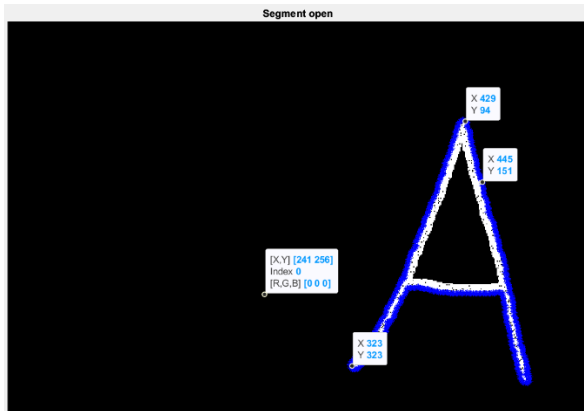 Segment open
X 429
Y 94
X 445
Y 151
[X,Y] [241 256]
Index 0
[R,G,B] [0 0 0]
X 323
Y 323
A